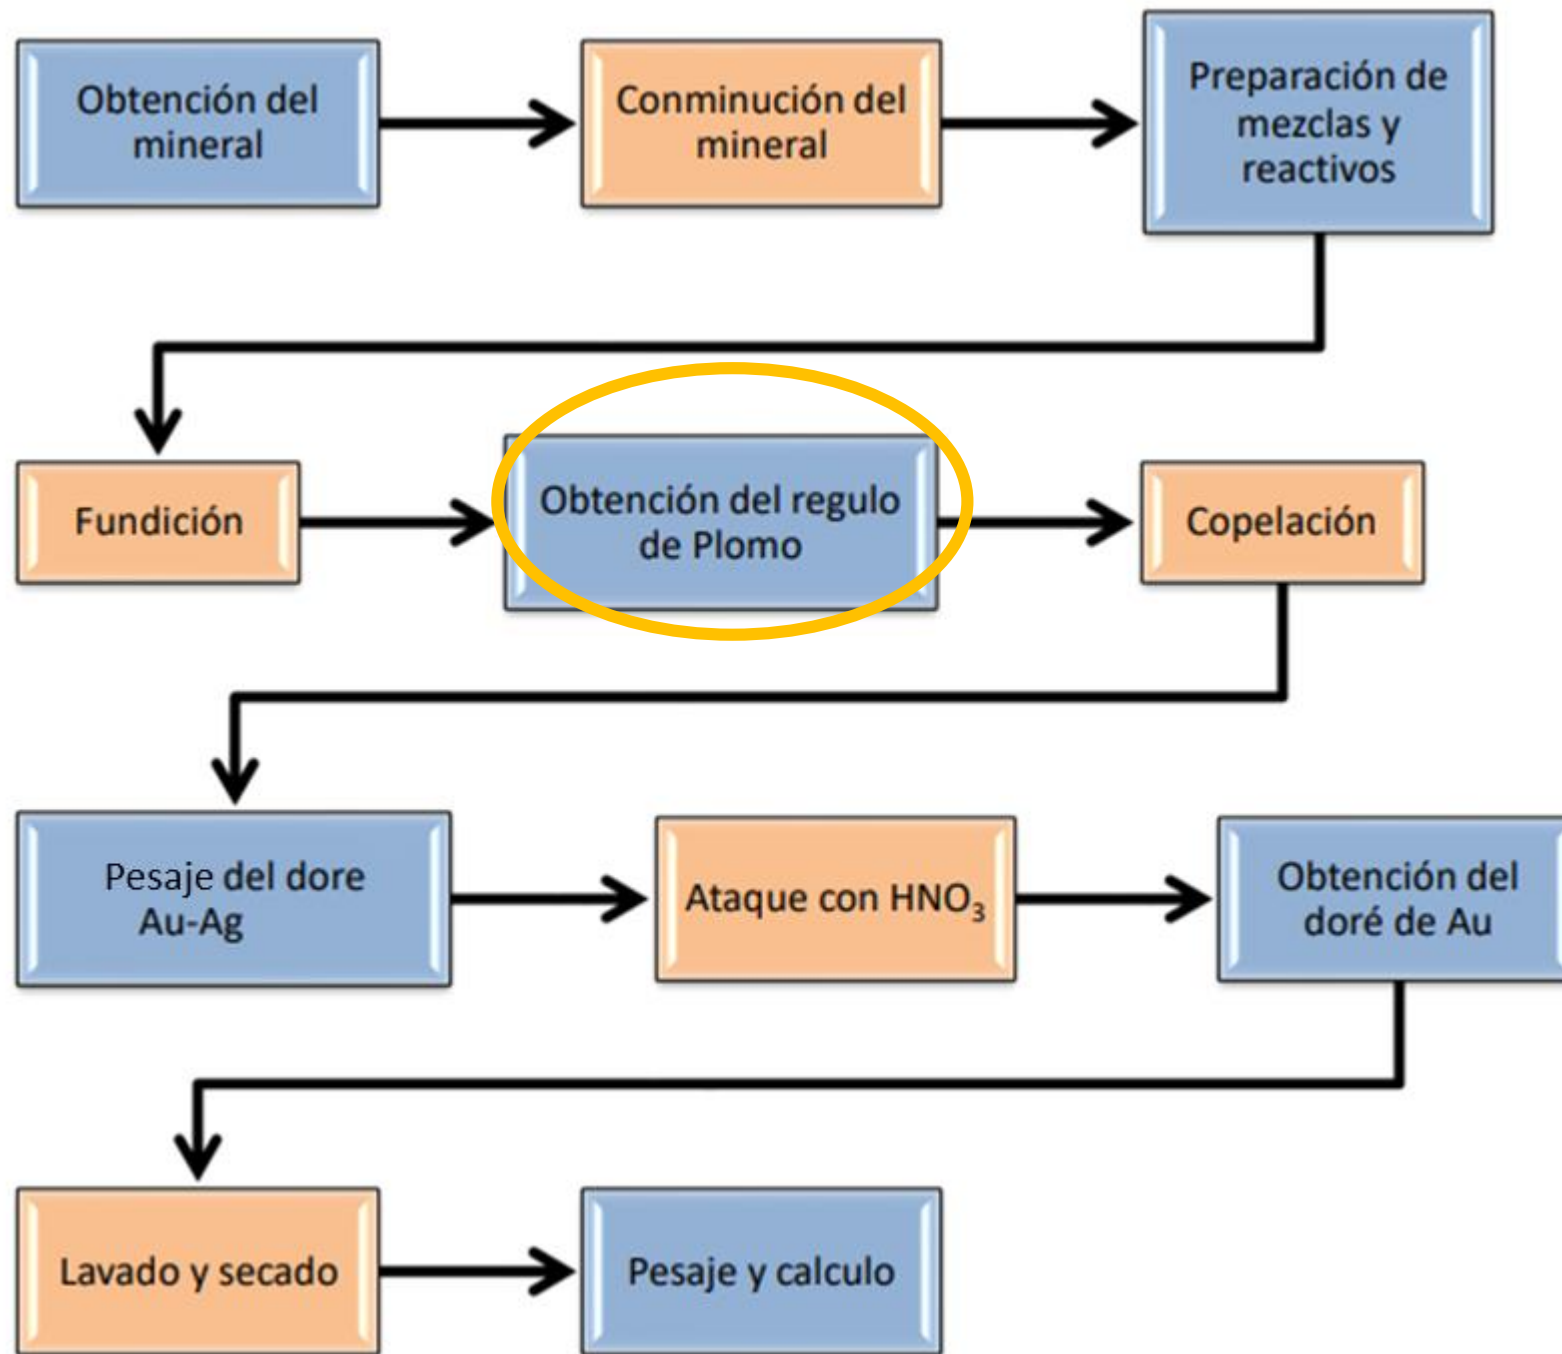 Obtención del
mineral
Conminución del
mineral
Preparación de
mezclas y
reactivos
Fundición
Obtención del regulo
de Plomo
Copelación
Pesaje del dore
Au-Ag
Ataque con HNO₃
Obtención del
doré de Au
Lavado y secado
Pesaje y calculo